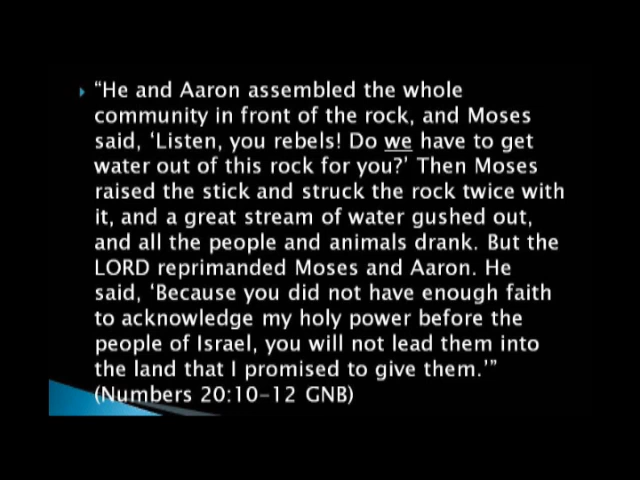 “He and Aaron assembled the whole
community in front of the rock, and Moses
said, ‘Listen, you rebels! Do we have to get
water out of this rock for you?’ Then Moses
raised the stick and struck the rock twice with
it, and a great stream of water gushed out,
and all the people and animals drank. But the
LORD reprimanded Moses and Aaron. He
said, ‘Because you did not have enough faith
to acknowledge my holy power before the
people of Israel, you will not lead them into
the land that I promised to give them.’”
(Numbers 20:10-12 GNB)